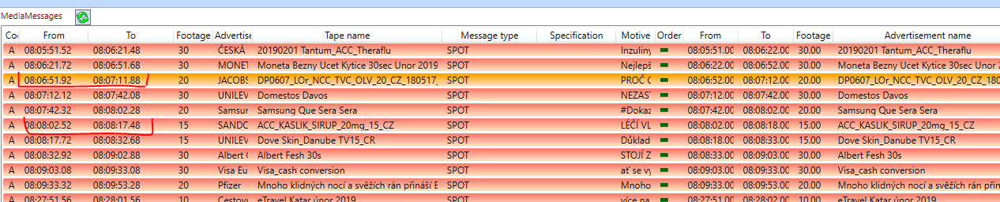 MediaMessages
Co From To Footage Advertise Tape name Message type Specification Motive Order From To Footage Advertisement name
A 08:05:51.52 08:06:21.48 30 ČESKÁ 20190201 Tantum_ACC_Theraflu SPOT Inzuliny 08:05:51.00 08:06:22.00 30.00 20190201 Tantum_ACC_Theraflu
A 08:06:21.72 08:06:51.68 30 MONET Moneta Bezny Ucet Kytice 30sec Unor 2019 SPOT Nejlepš 08:06:22.00 08:06:52.00 30.00 Moneta Bezny Ucet Kytice 30sec Unor 201
A 08:06:51.92 08:07:11.88 20 JACOBS DP0607_LOr_NCC_TVC_OLV_20_CZ_180517_ SPOT PROČ 08:06:52.00 08:07:12.00 20.00 DP0607_LOr_NCC_TVC_OLV_20_CZ_180
A 08:07:12.12 08:07:42.08 30 UNILEV Domestos Davos SPOT NEZAS 08:07:12.00 08:07:42.00 30.00 Domestos Davos
A 08:07:42.32 08:08:02.28 20 Samsur Samsung Que Sera Sera SPOT #Dokaz 08:07:42.00 08:08:02.00 20.00 Samsung Que Sera Sera
A 08:08:02.52 08:08:17.48 15 SANDO ACC_KASLIK_SIRUP_20mg_15_CZ SPOT LÉČÍ VL 08:08:02.00 08:08:18.00 15.00 ACC_KASLIK_SIRUP_20mg_15_CZ
A 08:08:17.72 08:08:32.68 15 UNILEV Dove Skin_Danube TV15_CR SPOT Důklad 08:08:18.00 08:08:33.00 15.00 Dove Skin_Danube TV15_CR
A 08:08:32.92 08:09:02.88 30 Albert Albert Fesh 30s SPOT STOJÍ Z 08:08:33.00 08:09:03.00 30.00 Albert Fesh 30s
A 08:09:03.08 08:09:33.08 30 Visa Eu Visa_cash conversion SPOT ať se vy 08:09:03.00 08:09:33.00 30.00 Visa_cash conversion
A 08:09:33.32 08:09:53.28 20 Pfizer Mnoho klidných nocí a svěžích rán přináší E SPOT Mnoho 08:09:33.00 08:09:53.00 20.00 Mnoho klidných nocí a svěžích rán přináš
A 08:27:51.56 08:28:01.56 10 Cestov eTravel Katar únor 2019 SPOT více na 08:27:52.00 08:28:02.00 10.00 eTravel Katar únor 2019